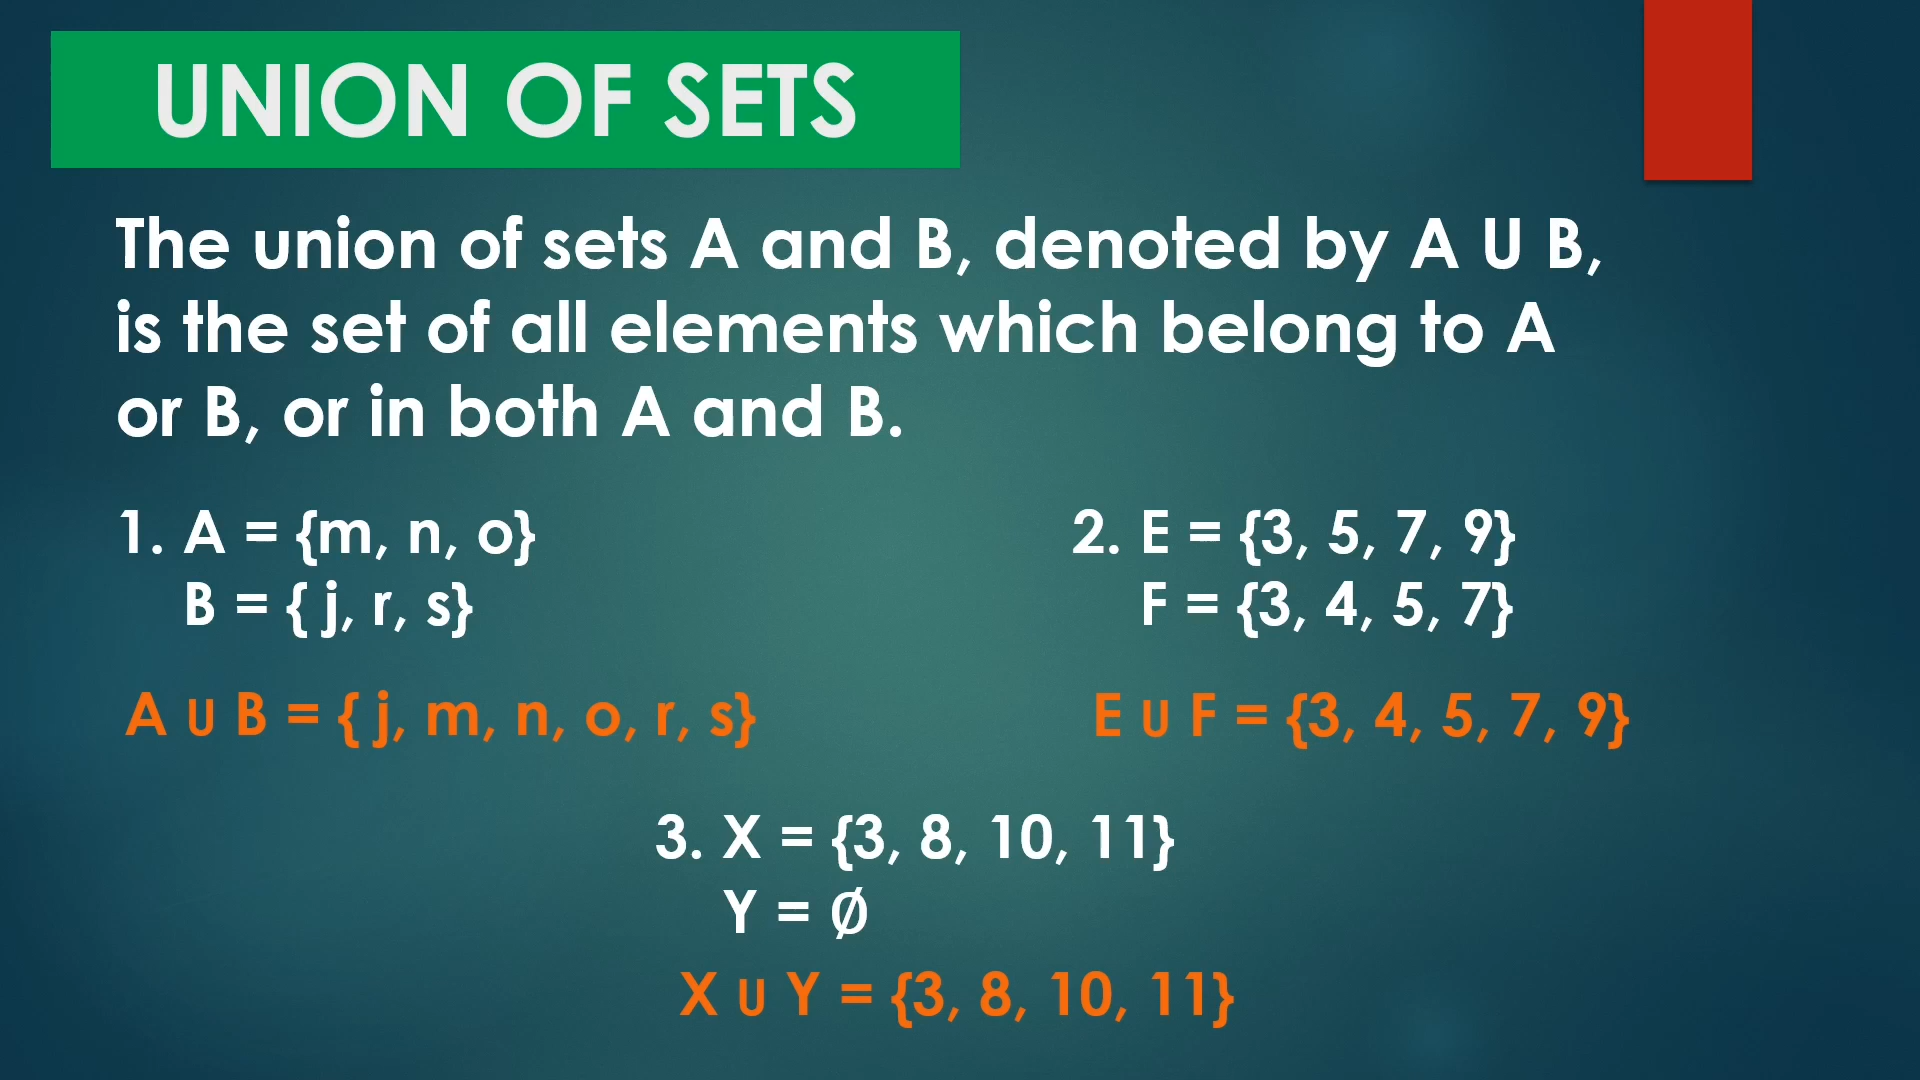 UNION OF SETS
The union of sets A and B, denoted by A U B,
is the set of all elements which belong to A
or B, or in both A and B.
1. A = {m, n, o}
B = { j, r, s}
A ∪ B = { j, m, n, o, r, s}
2. E = {3, 5, 7, 9}
F = {3, 4, 5, 7}
E ∪ F = {3, 4, 5, 7, 9}
3. X = {3, 8, 10, 11}
Y = Ø
X ∪ Y = {3, 8, 10, 11}